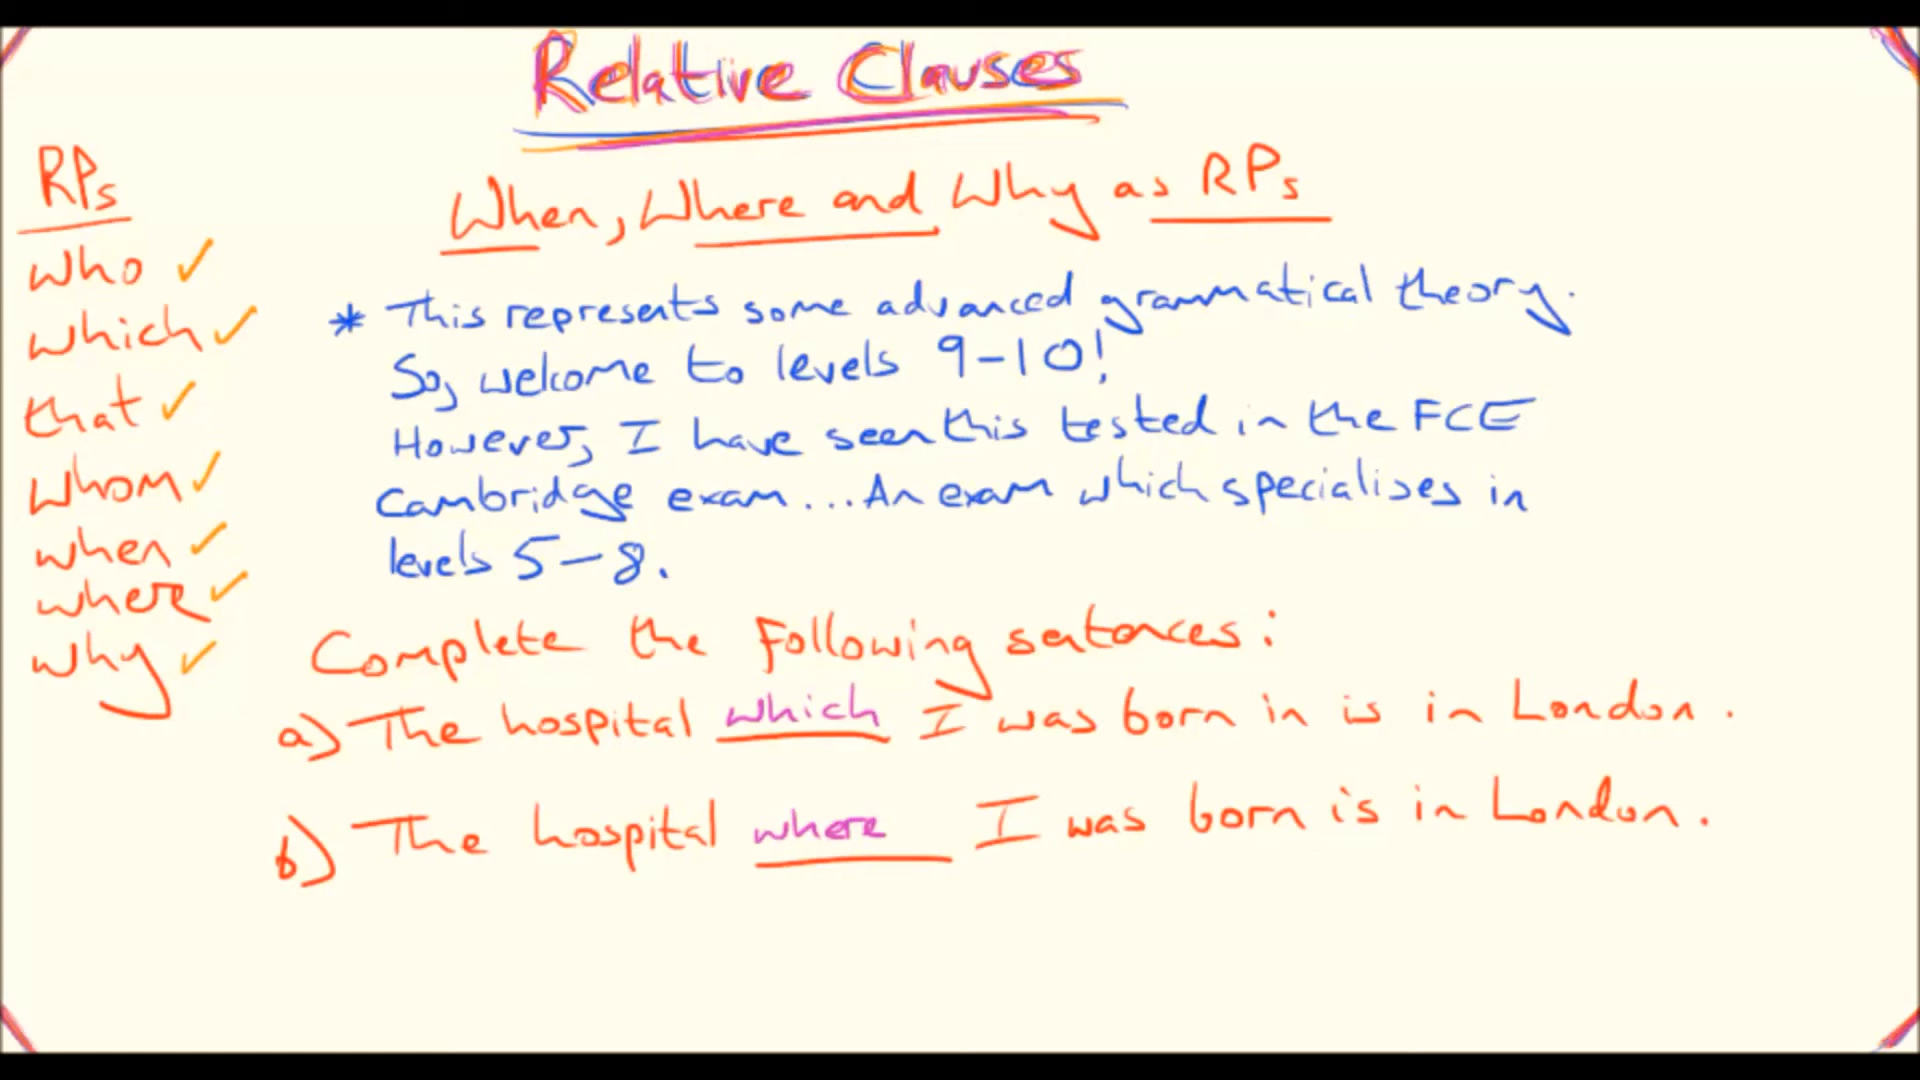 Relative Clauses
When, Where and Why as RPs
RPs
who ✓
which ✓
that ✓
whom ✓
when ✓
where ✓
why ✓
* This represents some advanced grammatical theory.
So, welcome to levels 9-10!
However, I have seen this tested in the FCE
Cambridge exam... An exam which specialises in
levels 5-8.
Complete the following sentences:
a) The hospital which I was born in is in London.
b) The hospital where I was born is in London.